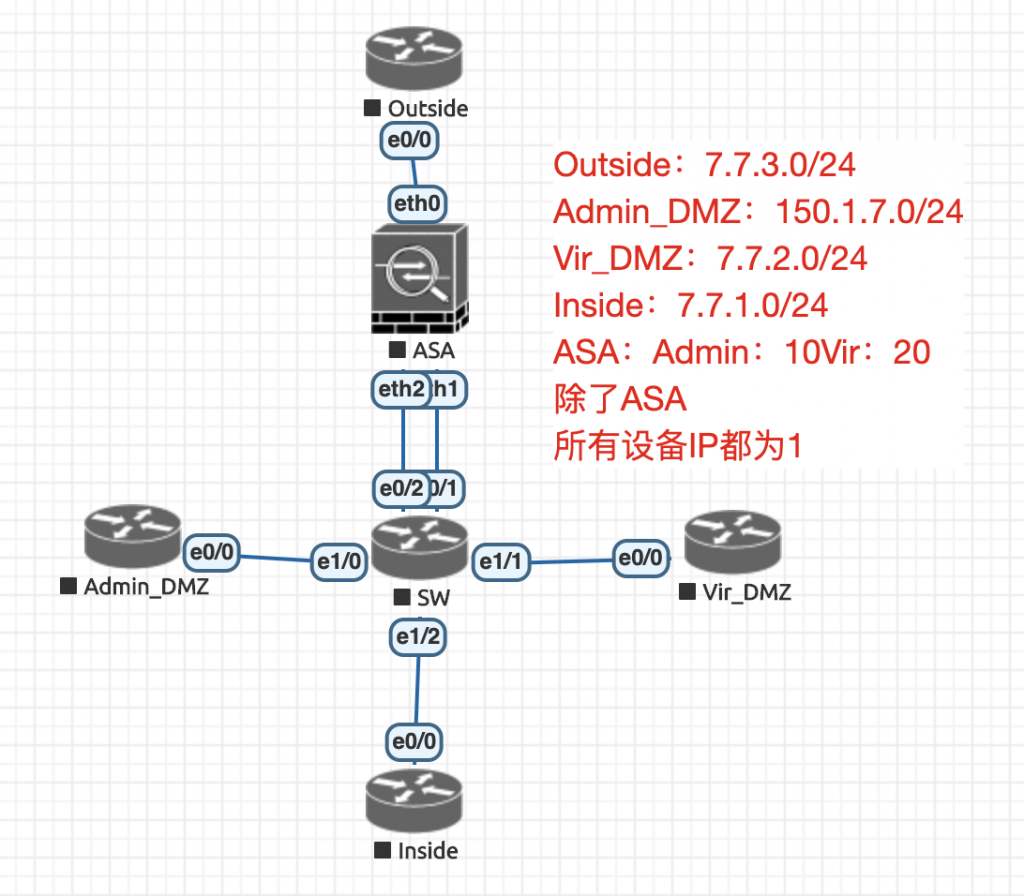 Outside
e0/0
eth0
Outside：7.7.3.0/24
Admin_DMZ：150.1.7.0/24
Vir_DMZ：7.7.2.0/24
Inside：7.7.1.0/24
ASA：Admin：10Vir：20
除了ASA
所有设备IP都为1
ASA
eth2
h1
e0/2
0/1
Admin_DMZ
e0/0
e1/0
SW
e1/1
e0/0
Vir_DMZ
e1/2
e0/0
Inside